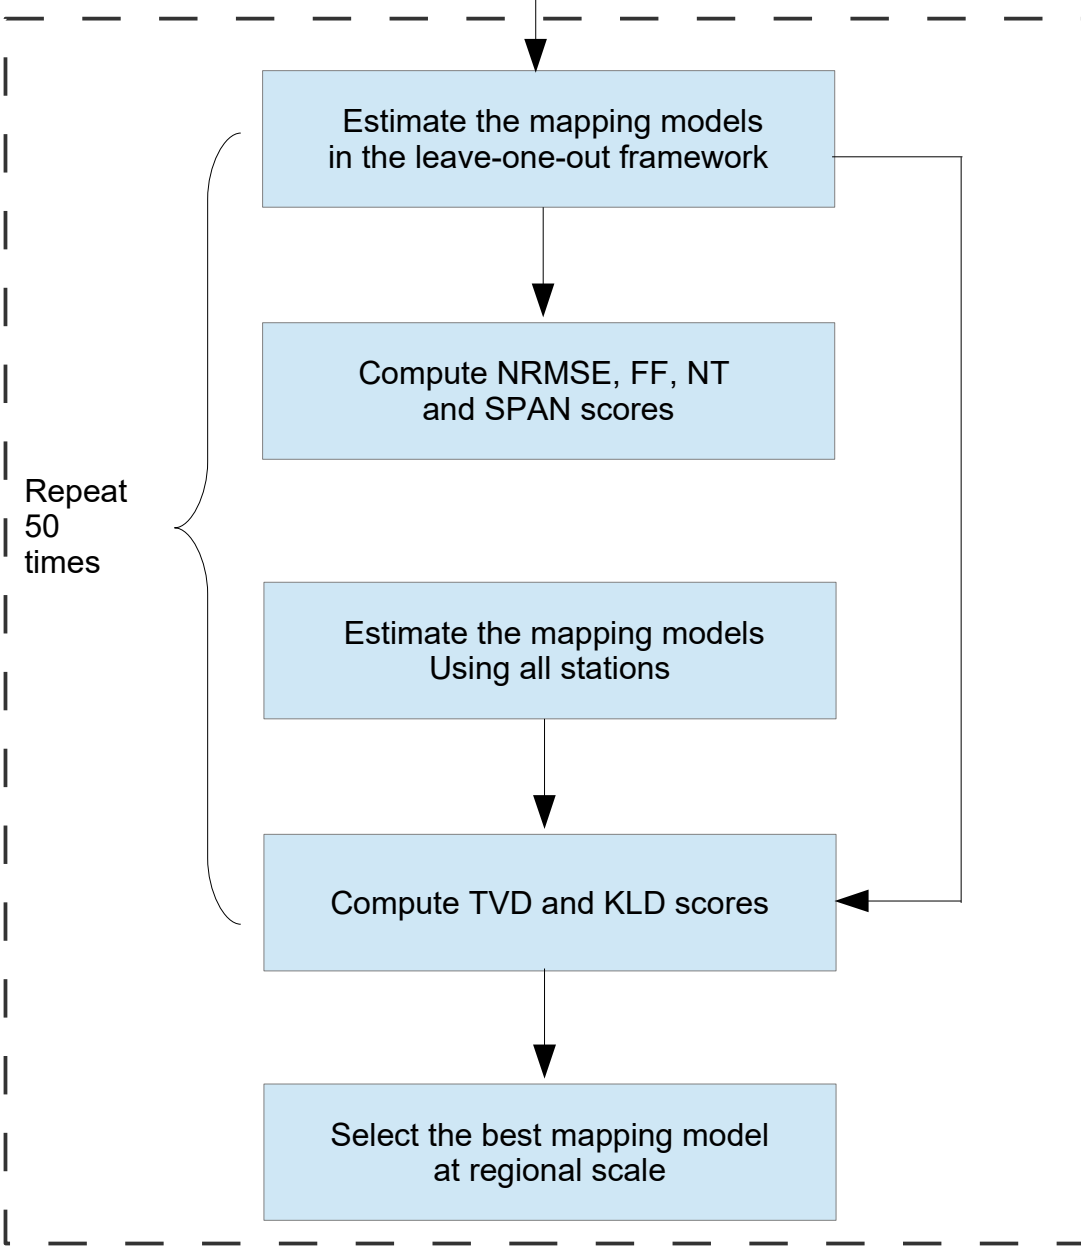 Estimate the mapping models
in the leave-one-out framework
Compute NRMSE, FF, NT
and SPAN scores
Repeat
50
times
Estimate the mapping models
Using all stations
Compute TVD and KLD scores
Select the best mapping model
at regional scale